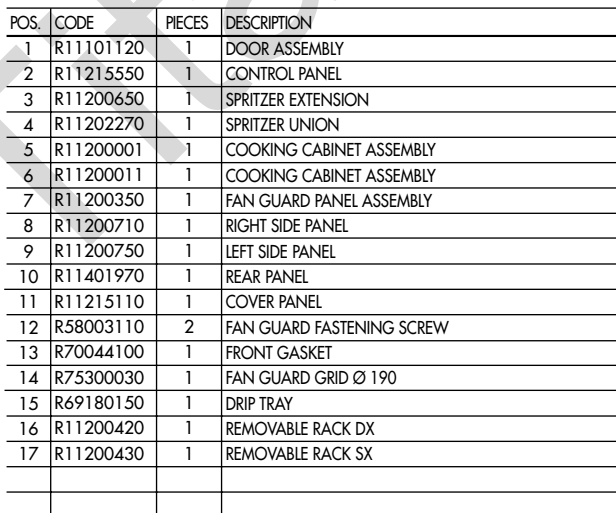 POS. CODE PIECES DESCRIPTION
1 R11101120 1 DOOR ASSEMBLY
2 R11215550 1 CONTROL PANEL
3 R11200650 1 SPRITZER EXTENSION
4 R11202270 1 SPRITZER UNION
5 R11200001 1 COOKING CABINET ASSEMBLY
6 R11200011 1 COOKING CABINET ASSEMBLY
7 R11200350 1 FAN GUARD PANEL ASSEMBLY
8 R11200710 1 RIGHT SIDE PANEL
9 R11200750 1 LEFT SIDE PANEL
10 R11401970 1 REAR PANEL
11 R11215110 1 COVER PANEL
12 R58003110 2 FAN GUARD FASTENING SCREW
13 R70044100 1 FRONT GASKET
14 R75300030 1 FAN GUARD GRID Ø 190
15 R69180150 1 DRIP TRAY
16 R11200420 1 REMOVABLE RACK DX
17 R11200430 1 REMOVABLE RACK SX